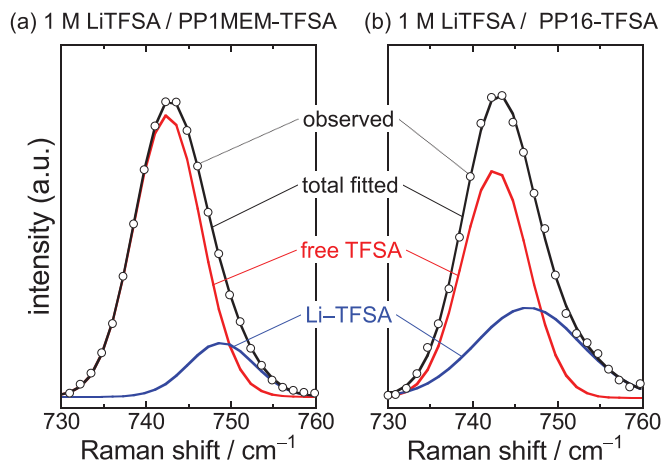 (a) 1 M LiTFSA / PP1MEM-TFSA
(b) 1 M LiTFSA / PP16-TFSA
intensity (a.u.)
observed
total fitted
free TFSA
Li–TFSA
730 740 750 760
730 740 750 760
Raman shift / cm⁻¹
Raman shift / cm⁻¹